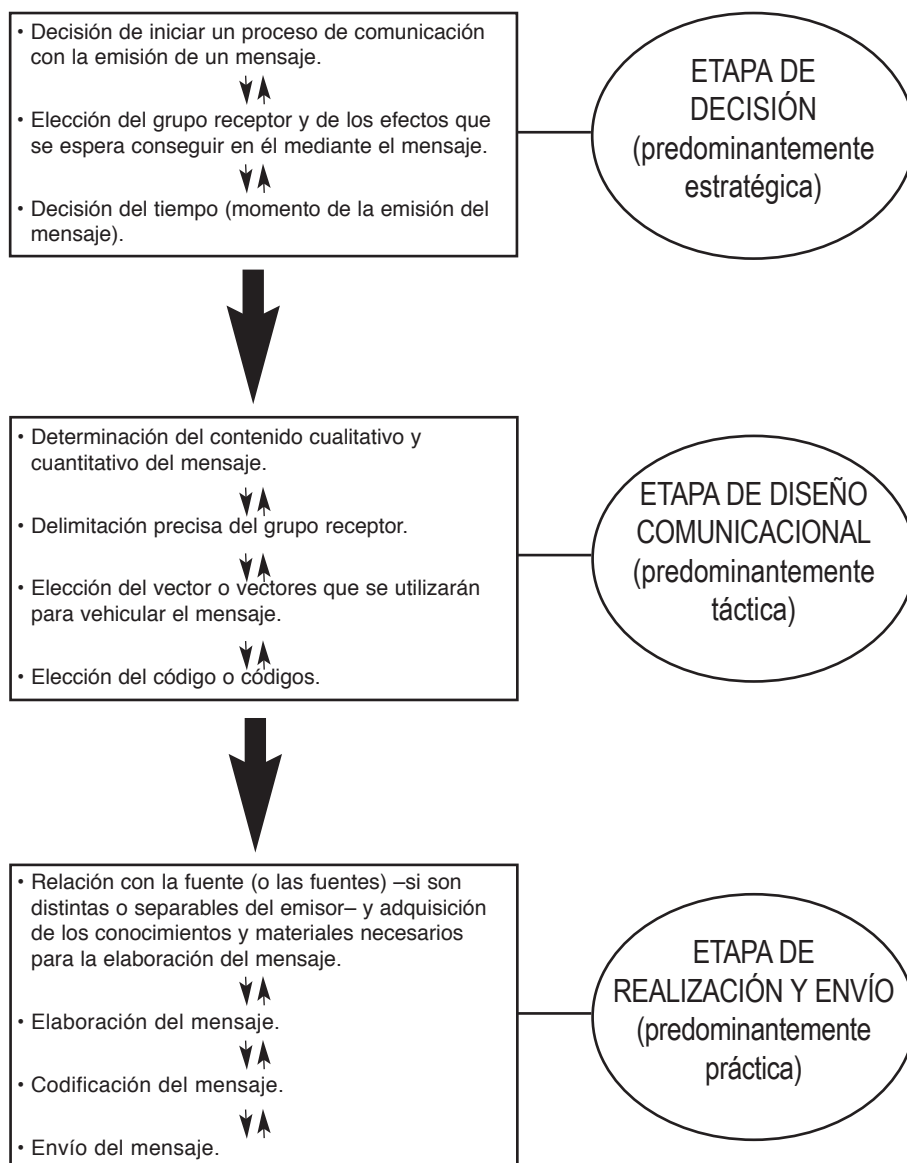 • Decisión de iniciar un proceso de comunicación
con la emisión de un mensaje.
• Elección del grupo receptor y de los efectos que
se espera conseguir en él mediante el mensaje.
• Decisión del tiempo (momento de la emisión del
mensaje).
ETAPA DE
DECISIÓN
(predominantemente
estratégica)
• Determinación del contenido cualitativo y
cuantitativo del mensaje.
• Delimitación precisa del grupo receptor.
• Elección del vector o vectores que se utilizarán
para vehicular el mensaje.
• Elección del código o códigos.
ETAPA DE DISEÑO
COMUNICACIONAL
(predominantemente
táctica)
• Relación con la fuente (o las fuentes) –si son
distintas o separables del emisor– y adquisición
de los conocimientos y materiales necesarios
para la elaboración del mensaje.
• Elaboración del mensaje.
• Codificación del mensaje.
• Envío del mensaje.
ETAPA DE
REALIZACIÓN Y ENVÍO
(predominantemente
práctica)